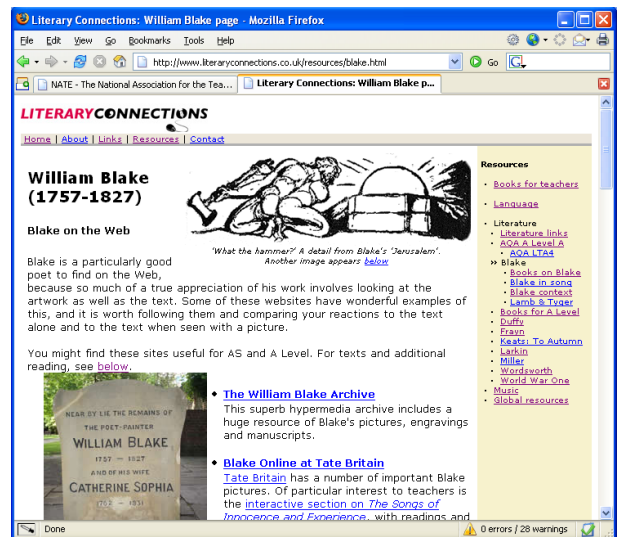 Literary Connections: William Blake page - Mozilla Firefox
File Edit View Go Bookmarks Tools Help
http://www.literaryconnections.co.uk/resources/blake.html Go G
NATE - The National Association for the Tea... Literary Connections: William Blake p...
LITERARYCONNECTIONS
Home | About | Links | Resources | Contact
William Blake
(1757-1827)
Blake on the Web
'What the hammer?' A detail from Blake's 'Jerusalem'.
Another image appears below
Blake is a particularly good
poet to find on the Web,
because so much of a true appreciation of his work involves looking at the
artwork as well as the text. Some of these websites have wonderful examples of
this, and it is worth following them and comparing your reactions to the text
alone and to the text when seen with a picture.
You might find these sites useful for AS and A Level. For texts and additional
reading, see below.
NEAR BY LIE THE REMAINS OF
THE POET-PAINTER
WILLIAM BLAKE
1757 - 1827
AND OF HIS WIFE
CATHERINE SOPHIA
1762 - 1831
The William Blake Archive
This superb hypermedia archive includes a
huge resource of Blake's pictures, engravings
and manuscripts.
Blake Online at Tate Britain
Tate Britain has a number of important Blake
pictures. Of particular interest to teachers is
the interactive section on The Songs of
Innocence and Experience, with readings and
Resources
Books for teachers
Language
Literature
Literature links
AQA A Level A
AQA LTA4
» Blake
Books on Blake
Blake in song
Blake context
Lamb & Tyger
Books for A Level
Duffy
Frayn
Keats: To Autumn
Larkin
Miller
Wordsworth
World War One
Music
Global resources
Done 0 errors / 28 warnings